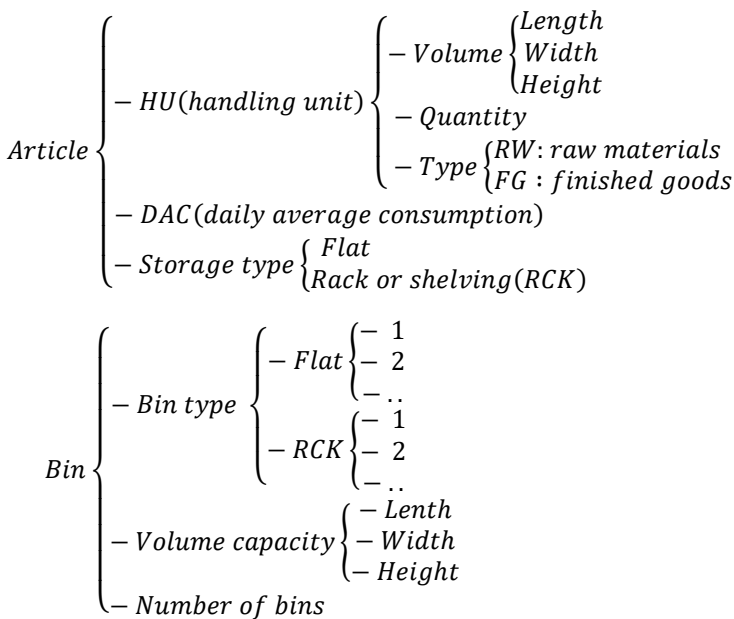 Article
− HU(handling unit)
− Volume
Length
Width
Height
− Quantity
− Type
RW: raw materials
FG : finished goods
− DAC(daily average consumption)
− Storage type
Flat
Rack or shelving(RCK)
Bin
− Bin type
− Flat
− 1
− 2
− ..
− RCK
− 1
− 2
− ..
− Volume capacity
− Lenth
− Width
− Height
− Number of bins